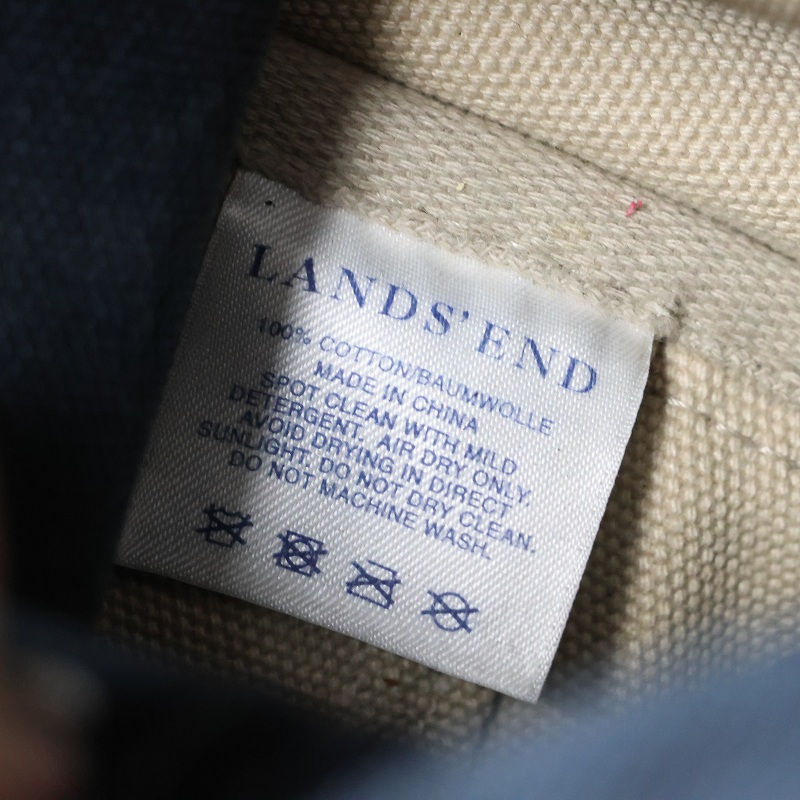 LANDS' END
100% COTTON/BAUMWOLLE
MADE IN CHINA
SPOT CLEAN WITH MILD
DETERGENT. AIR DRY ONLY.
AVOID DRYING IN DIRECT
SUNLIGHT. DO NOT DRY CLEAN.
DO NOT MACHINE WASH.